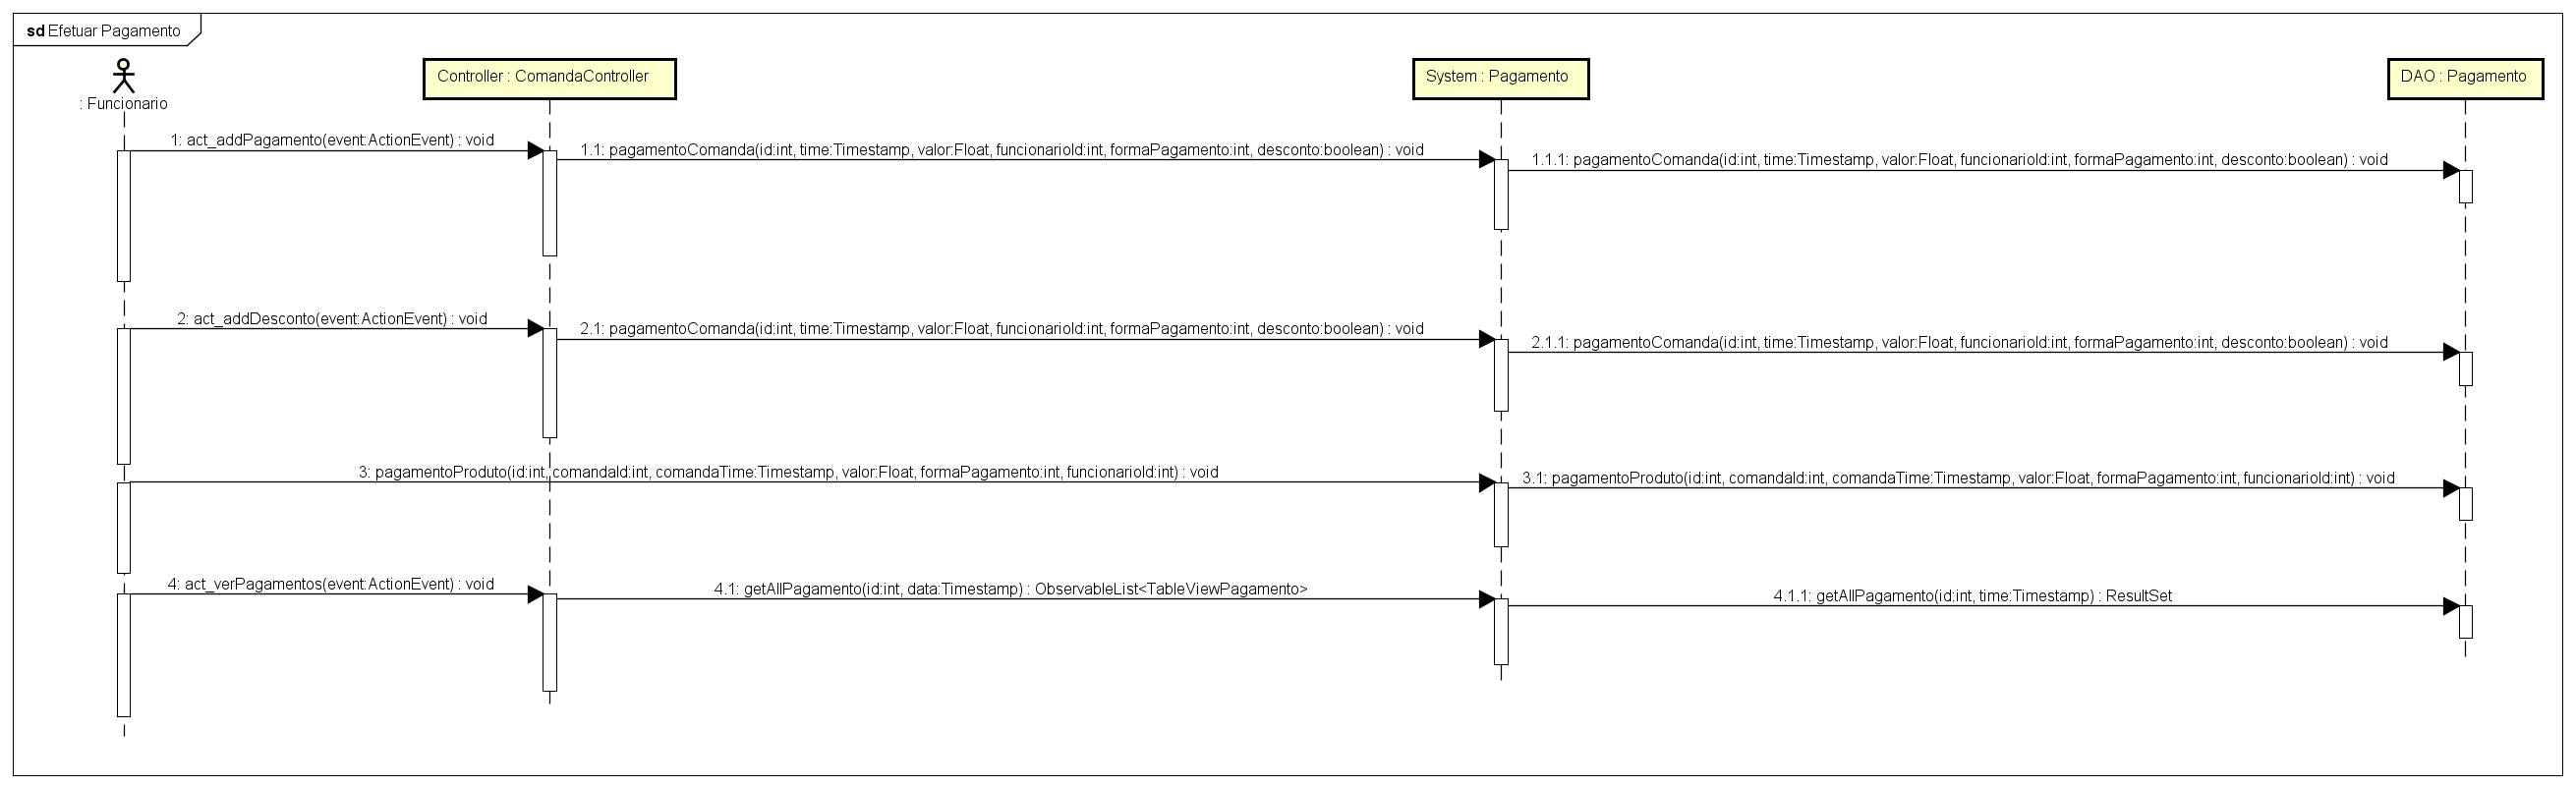 sd Efetuar Pagamento
: Funcionario
Controller : ComandaController
System : Pagamento
DAO : Pagamento
1: act_addPagamento(event:ActionEvent) : void
1.1: pagamentoComanda(id:int, time:Timestamp, valor:Float, funcionarioId:int, formaPagamento:int, desconto:boolean) : void
1.1.1: pagamentoComanda(id:int, time:Timestamp, valor:Float, funcionarioId:int, formaPagamento:int, desconto:boolean) : void
2: act_addDesconto(event:ActionEvent) : void
2.1: pagamentoComanda(id:int, time:Timestamp, valor:Float, funcionarioId:int, formaPagamento:int, desconto:boolean) : void
2.1.1: pagamentoComanda(id:int, time:Timestamp, valor:Float, funcionarioId:int, formaPagamento:int, desconto:boolean) : void
3: pagamentoProduto(id:int, comandaId:int, comandaTime:Timestamp, valor:Float, formaPagamento:int, funcionarioId:int) : void
3.1: pagamentoProduto(id:int, comandaId:int, comandaTime:Timestamp, valor:Float, formaPagamento:int, funcionarioId:int) : void
4: act_verPagamentos(event:ActionEvent) : void
4.1: getAllPagamento(id:int, data:Timestamp) : ObservableList<TableViewPagamento>
4.1.1: getAllPagamento(id:int, time:Timestamp) : ResultSet